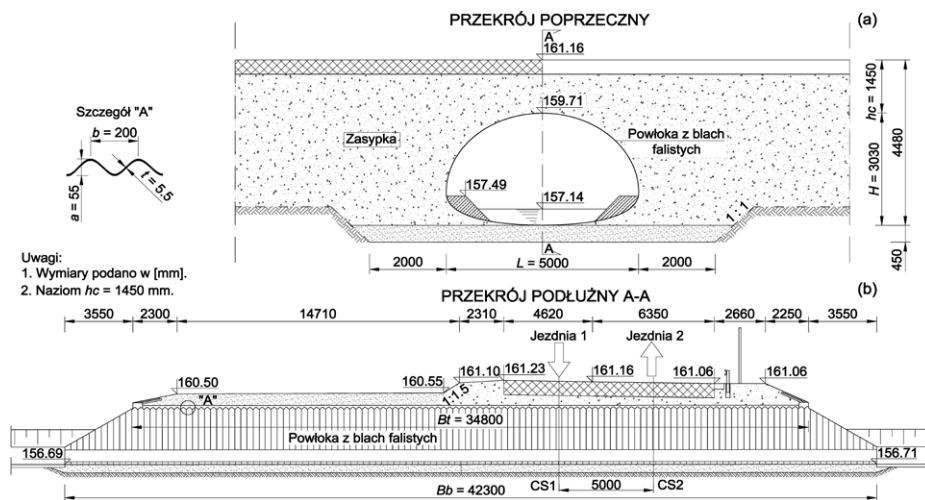 PRZEKRÓJ POPRZECZNY
(a)
A
161.16
Szczegół "A"
b = 200
a = 55
t = 5.5
159.71
Zasypka
Powłoka z blach
falistych
157.49
157.14
1:1
hc = 1450
H = 3030
4480
450
A
2000
L = 5000
2000
Uwagi:
1. Wymiary podano w [mm].
2. Naziom hc = 1450 mm.
PRZEKRÓJ PODŁUŻNY A-A
(b)
3550
2300
14710
2310
4620
6350
2660
2250
3550
Jezdnia 1
Jezdnia 2
160.50
160.55
161.10
161.23
161.16
161.06
161.06
"A"
1:1.5
Bt = 34800
Powłoka z blach falistych
156.69
156.71
Bb = 42300
CS1
5000
CS2